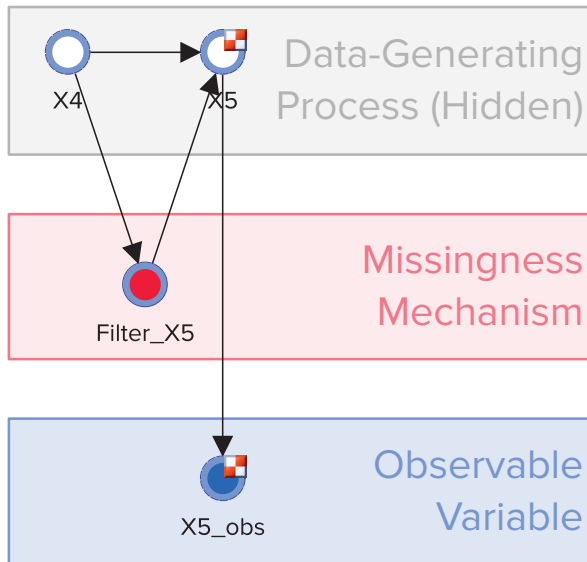 Data-Generating
Process (Hidden)
X4
X5
Missingness
Mechanism
Filter_X5
Observable
Variable
X5_obs